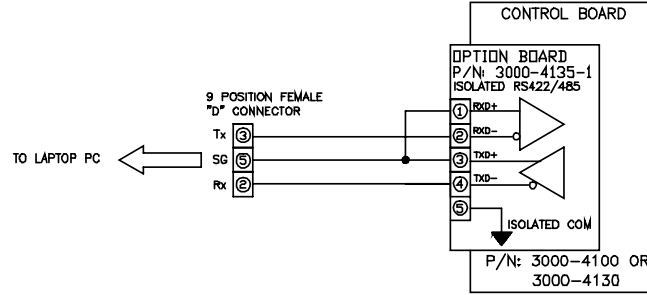 CONTROL BOARD
OPTION BOARD
P/N: 3000-4135-1
ISOLATED RS422/485
9 POSITION FEMALE
"D" CONNECTOR
1 RXD+
Tx 3
2 RXD-
TO LAPTOP PC
SG 5
3 TXD+
Rx 2
4 TXD-
5
ISOLATED COM
P/N: 3000-4100 OR
3000-4130